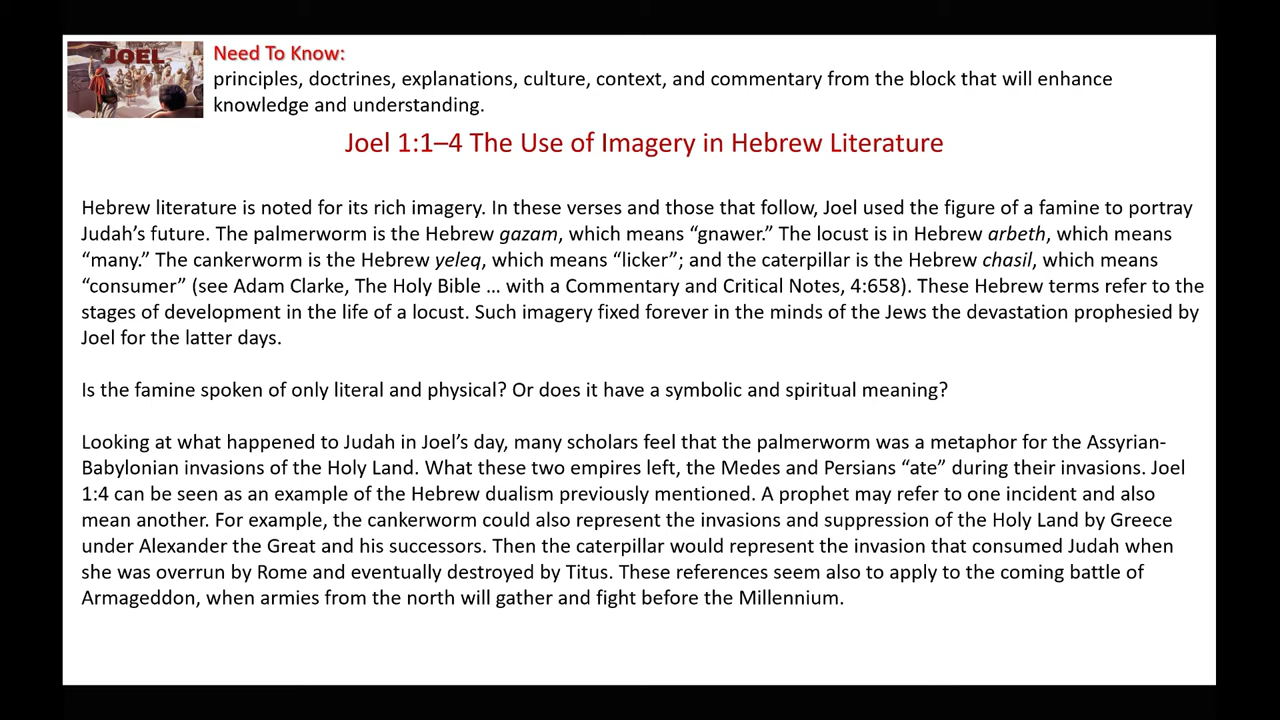 JOEL
Need To Know:
principles, doctrines, explanations, culture, context, and commentary from the block that will enhance
knowledge and understanding.
Joel 1:1–4 The Use of Imagery in Hebrew Literature
Hebrew literature is noted for its rich imagery. In these verses and those that follow, Joel used the figure of a famine to portray
Judah’s future. The palmerworm is the Hebrew gazam, which means “gnawer.” The locust is in Hebrew arbeth, which means
“many.” The cankerworm is the Hebrew yeleq, which means “licker”; and the caterpillar is the Hebrew chasil, which means
“consumer” (see Adam Clarke, The Holy Bible … with a Commentary and Critical Notes, 4:658). These Hebrew terms refer to the
stages of development in the life of a locust. Such imagery fixed forever in the minds of the Jews the devastation prophesied by
Joel for the latter days.
Is the famine spoken of only literal and physical? Or does it have a symbolic and spiritual meaning?
Looking at what happened to Judah in Joel’s day, many scholars feel that the palmerworm was a metaphor for the Assyrian-
Babylonian invasions of the Holy Land. What these two empires left, the Medes and Persians “ate” during their invasions. Joel
1:4 can be seen as an example of the Hebrew dualism previously mentioned. A prophet may refer to one incident and also
mean another. For example, the cankerworm could also represent the invasions and suppression of the Holy Land by Greece
under Alexander the Great and his successors. Then the caterpillar would represent the invasion that consumed Judah when
she was overrun by Rome and eventually destroyed by Titus. These references seem also to apply to the coming battle of
Armageddon, when armies from the north will gather and fight before the Millennium.